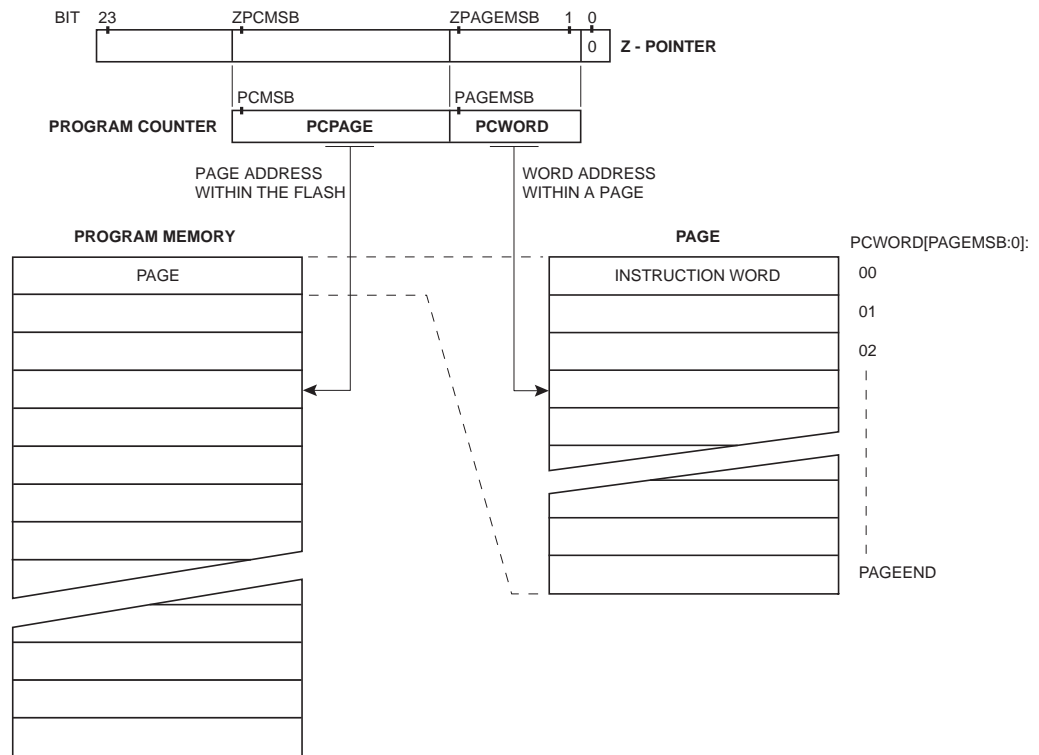 BIT 23 ZPCMSB ZPAGEMSB 1 0
0 Z - POINTER
PCMSB PAGEMSB
PROGRAM COUNTER PCPAGE PCWORD
PAGE ADDRESS
WITHIN THE FLASH
WORD ADDRESS
WITHIN A PAGE
PROGRAM MEMORY
PAGE
PAGE
PCWORD[PAGEMSB:0]:
INSTRUCTION WORD
00
01
02
PAGEEND